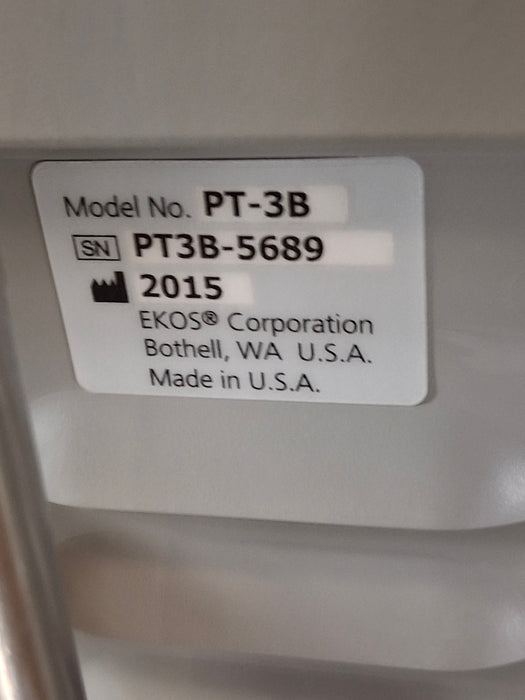 Model No. PT-3B
SN PT3B-5689
2015
EKOS® Corporation
Bothell, WA U.S.A.
Made in U.S.A.